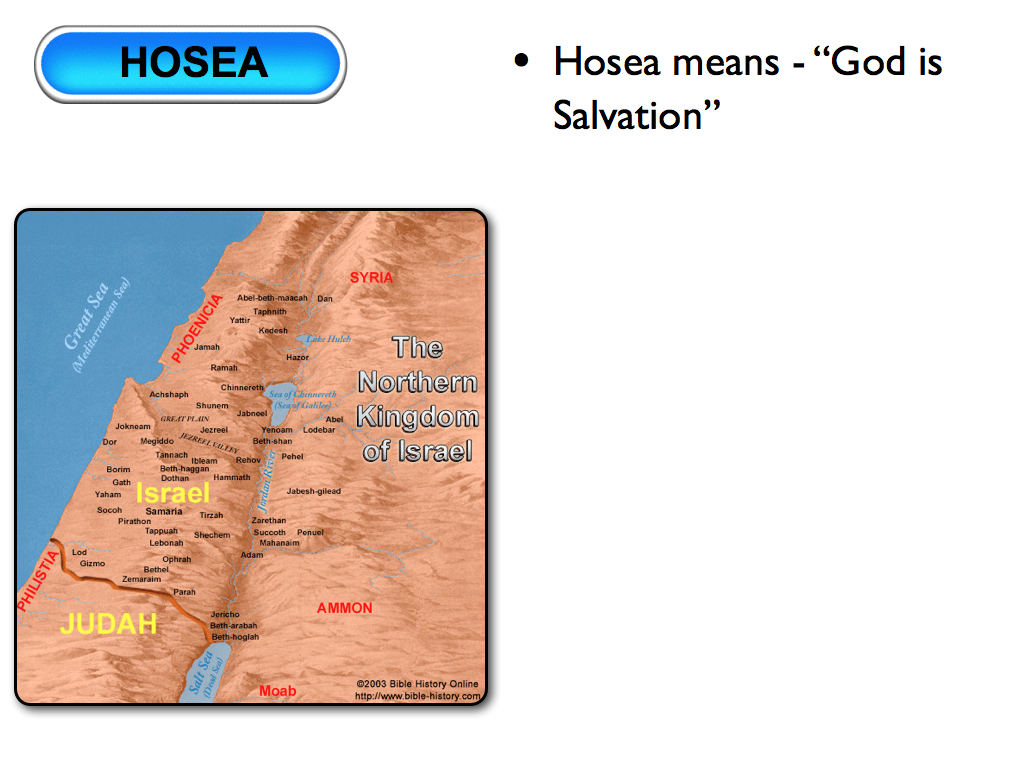 HOSEA
• Hosea means - “God is
Salvation”
Great Sea
(Mediterranean Sea)
SYRIA
PHOENICIA
Abel-beth-maacah Dan
Taphnith
Yattir
Kedesh
Lake Huleh
Jamah
Hazor
The
Northern
Kingdom
of Israel
Ramah
Chinnereth
Sea of Chinnereth
(Sea of Galilee)
Achshaph
Shunem
Jabneel
GREAT PLAIN
Abel
Jokneam
Jezreel
Yenoam
Lodebar
Dor
Megiddo
JEZREEL VALLEY
Beth-shan
Tannach
Ibleam
Rehov
Pehel
Borim
Beth-haggan
Gath
Dothan
Hammath
Jordan River
Yaham
Israel
Jabesh-gilead
Socoh
Samaria
Tirzah
Pirathon
Zarethan
Tappuah
Shechem
Succoth
Penuel
Lebonah
Mahanaim
Lod
Adam
Gizmo
Ophrah
Bethel
Zemaraim
PHILISTIA
Parah
AMMON
JUDAH
Jericho
Beth-arabah
Beth-hoglah
Salt Sea
(Dead Sea)
Moab
©2003 Bible History Online
http://www.bible-history.com